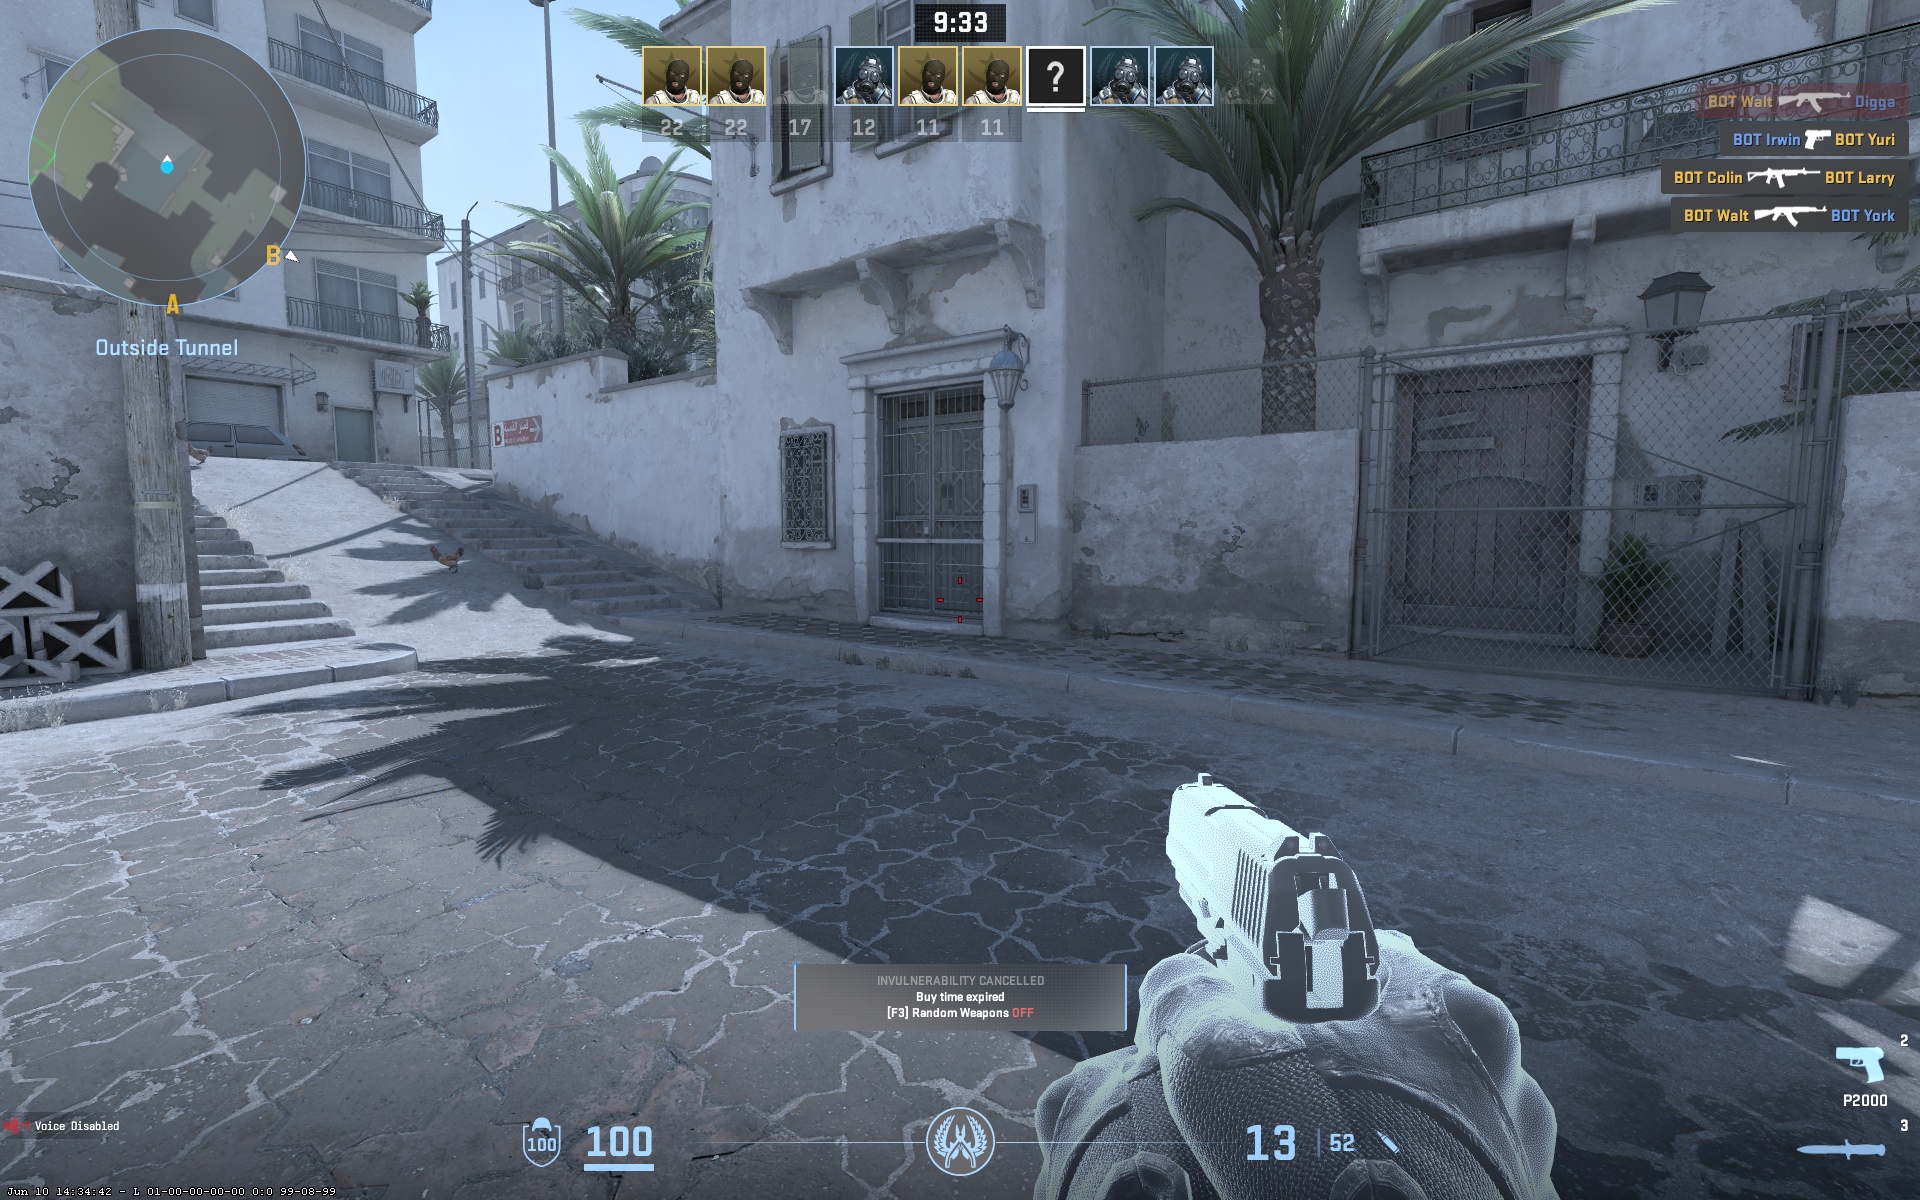 9:33
?
22 22 17 12 11 11
BOT Walt Digga
BOT Irwin BOT Yuri
BOT Colin BOT Larry
BOT Walt BOT York
B
A
Outside Tunnel
B
INVULNERABILITY CANCELLED
Buy time expired
[F3] Random Weapons OFF
2
P2000
3
Voice Disabled
100 100 13 52
Jun 10 14:34:42 - L 01-00-00-00-00 0:0 99-08-99